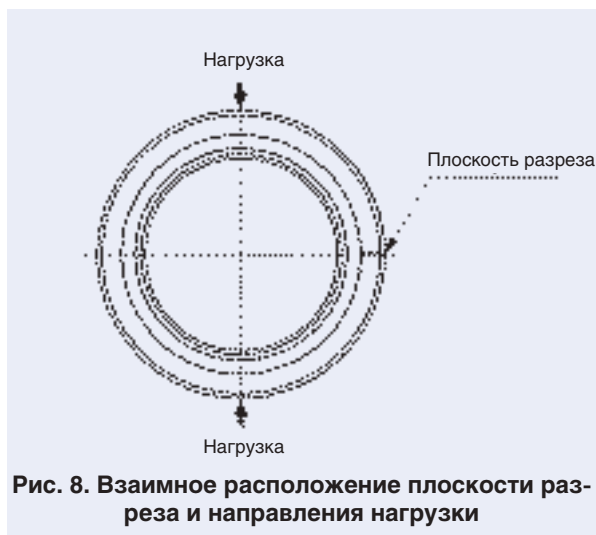 Нагрузка
Плоскость разреза
Нагрузка
Рис. 8. Взаимное расположение плоскости раз-
реза и направления нагрузки